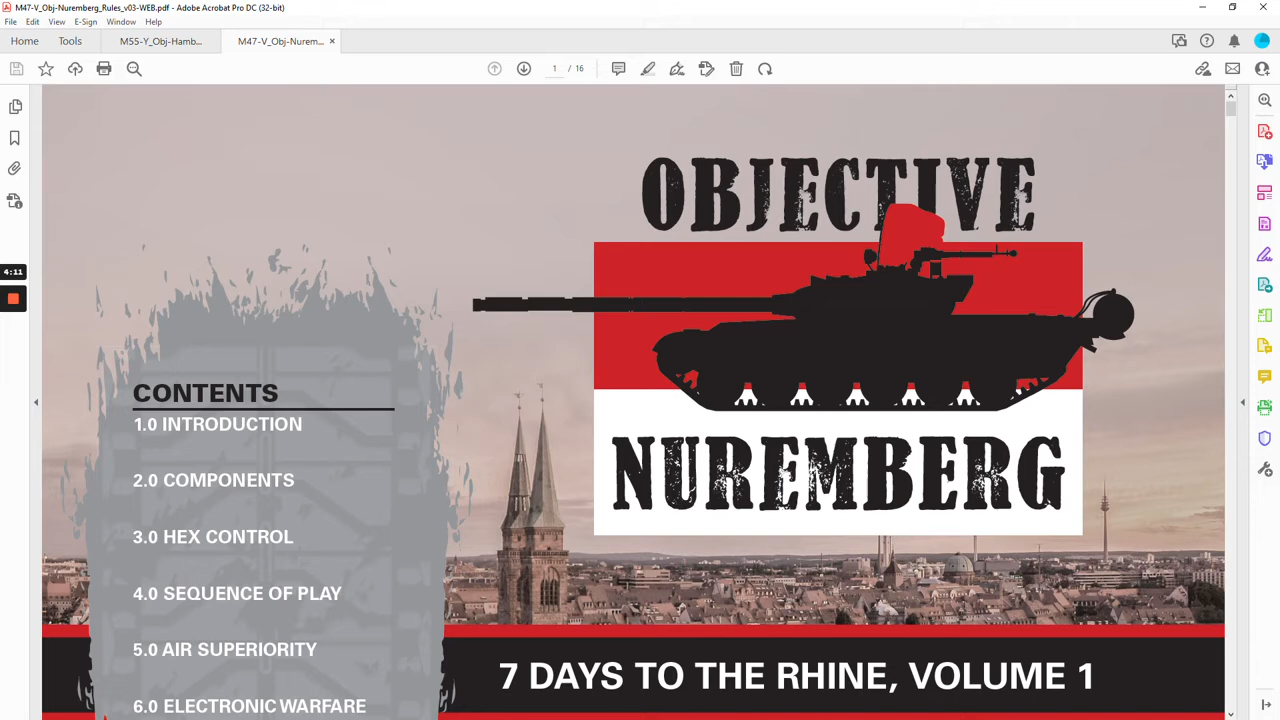 M47-V_Obj-Nuremberg_Rules_v03-WEB.pdf - Adobe Acrobat Pro DC (32-bit)
File Edit View E-Sign Window Help
Home Tools M55-Y_Obj-Hamb... M47-V_Obj-Nurem... ×
1 / 16
4:11
OBJECTIVE
NUREMBERG
CONTENTS
1.0 INTRODUCTION
2.0 COMPONENTS
3.0 HEX CONTROL
4.0 SEQUENCE OF PLAY
5.0 AIR SUPERIORITY
6.0 ELECTRONIC WARFARE
7 DAYS TO THE RHINE, VOLUME 1